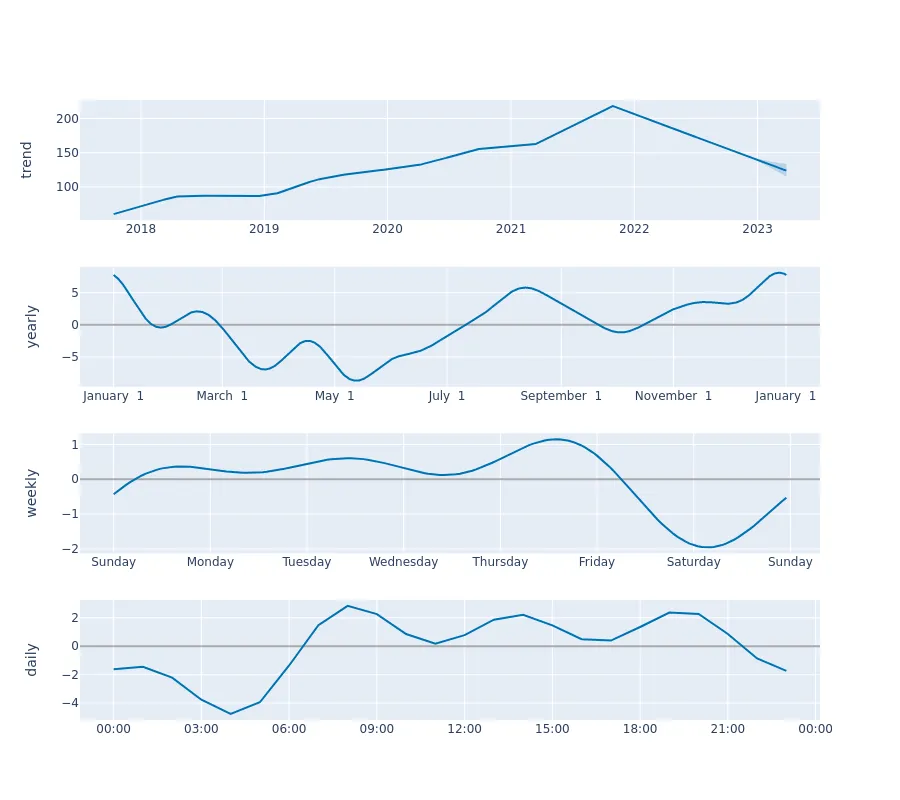 trend
200
150
100
2018 2019 2020 2021 2022 2023
yearly
5
0
−5
January 1 March 1 May 1 July 1 September 1 November 1 January 1
weekly
1
0
−1
−2
Sunday Monday Tuesday Wednesday Thursday Friday Saturday Sunday
daily
2
0
−2
−4
00:00 03:00 06:00 09:00 12:00 15:00 18:00 21:00 00:00